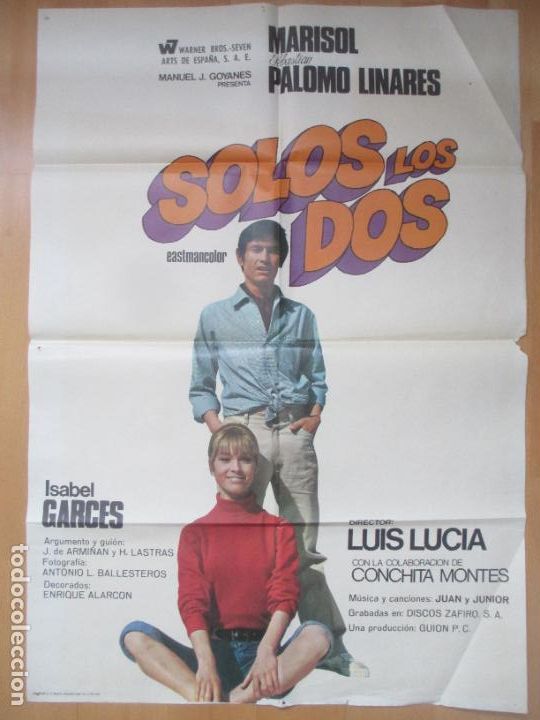 WARNER BROS.-SEVEN
ARTS DE ESPAÑA, S. A. E.
MANUEL J. GOYANES
PRESENTA
MARISOL
Sebastian
PALOMO LINARES
SOLOS LOS
DOS
eastmancolor
Isabel
GARCES
Argumento y guión:
J. de ARMIÑAN y H. LASTRAS
Fotografía:
ANTONIO L. BALLESTEROS
Decorados:
ENRIQUE ALARCON
DIRECTOR:
LUIS LUCIA
CON LA COLABORACION DE
CONCHITA MONTES
Música y canciones: JUAN y JUNIOR
Grabadas en: DISCOS ZAFIRO, S. A.
Una producción: GUION P. C.
todocoleccion.net